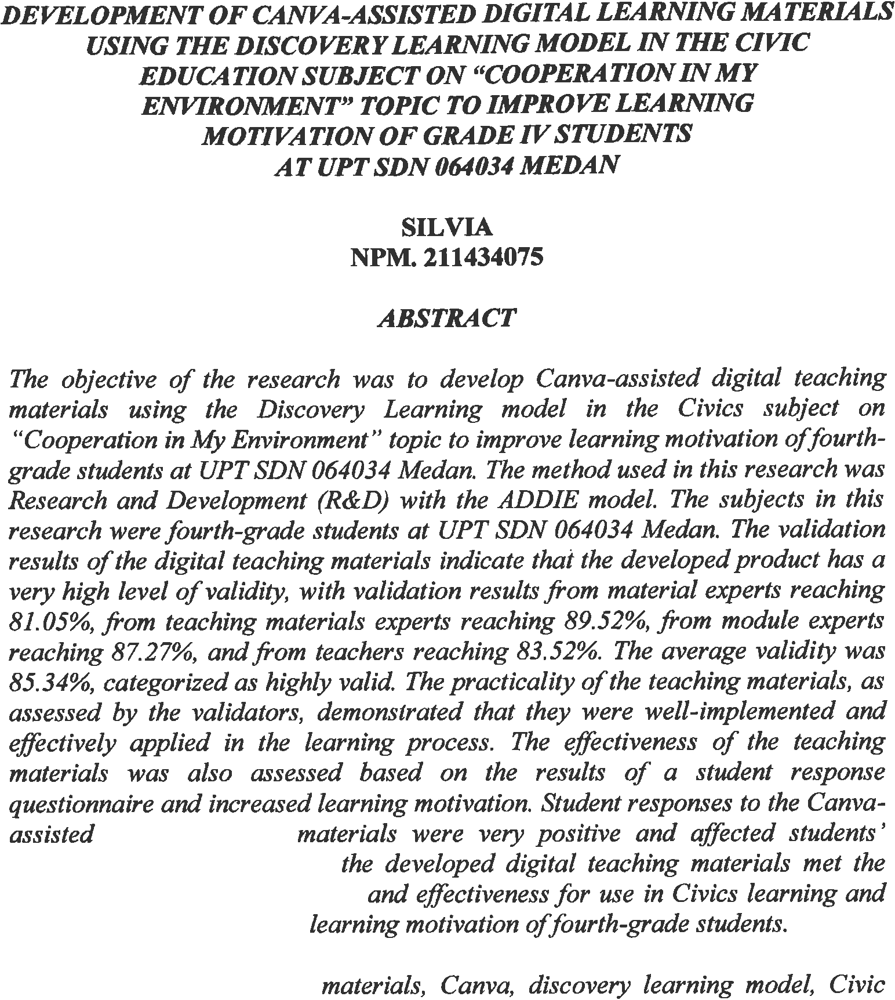 DEVELOPMENT OF CANVA-ASSISTED DIGITAL LEARNING MATERIALS
USING THE DISCOVERY LEARNING MODEL IN THE CIVIC
EDUCATION SUBJECT ON “COOPERATION IN MY
ENVIRONMENT” TOPIC TO IMPROVE LEARNING
MOTIVATION OF GRADE IV STUDENTS
AT UPT SDN 064034 MEDAN
SILVIA
NPM. 211434075
ABSTRACT
The objective of the research was to develop Canva-assisted digital teaching
materials using the Discovery Learning model in the Civics subject on
“Cooperation in My Environment” topic to improve learning motivation of fourth-
grade students at UPT SDN 064034 Medan. The method used in this research was
Research and Development (R&D) with the ADDIE model. The subjects in this
research were fourth-grade students at UPT SDN 064034 Medan. The validation
results of the digital teaching materials indicate that the developed product has a
very high level of validity, with validation results from material experts reaching
81.05%, from teaching materials experts reaching 89.52%, from module experts
reaching 87.27%, and from teachers reaching 83.52%. The average validity was
85.34%, categorized as highly valid. The practicality of the teaching materials, as
assessed by the validators, demonstrated that they were well-implemented and
effectively applied in the learning process. The effectiveness of the teaching
materials was also assessed based on the results of a student response
questionnaire and increased learning motivation. Student responses to the Canva-
assisted materials were very positive and affected students’
the developed digital teaching materials met the
and effectiveness for use in Civics learning and
learning motivation of fourth-grade students.
materials, Canva, discovery learning model, Civic